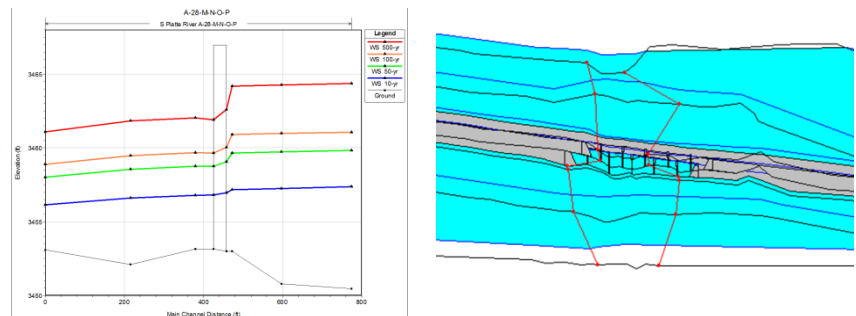 A-28-M-N-O-P
S Platte River A-28-M-N-O-P
Legend
WS 500-yr
WS 100-yr
WS 50-yr
WS 10-yr
Ground
Elevation (ft)
3465
3460
3455
3450
0
200
400
600
800
Main Channel Distance (ft)